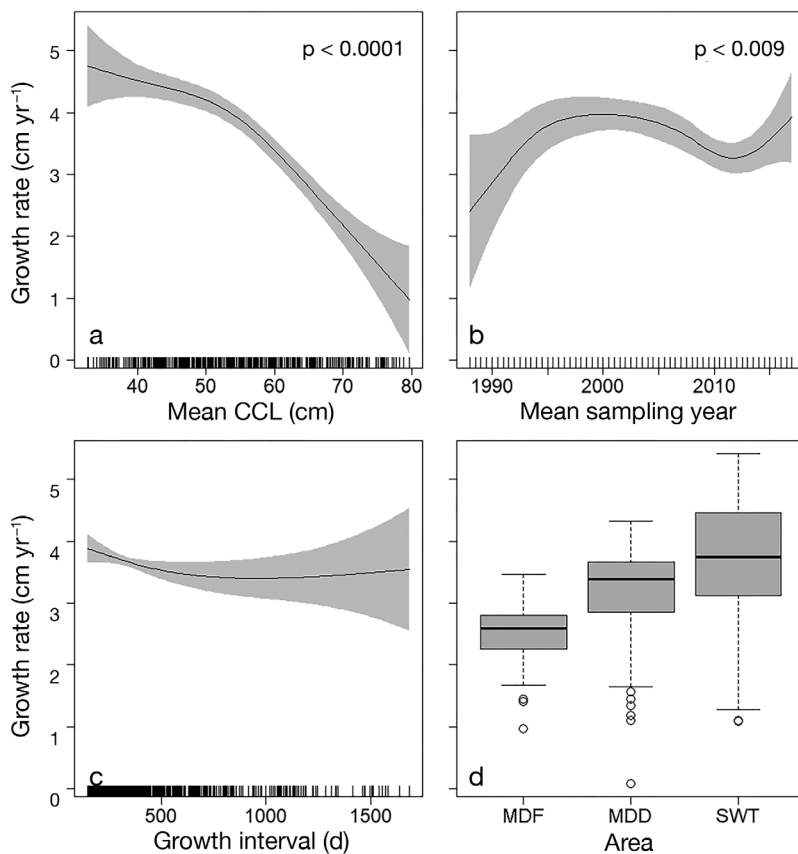 5
4
3
2
1
0
Growth rate (cm yr⁻¹)
p < 0.0001
a
40
50
60
70
80
Mean CCL (cm)
p < 0.009
b
1990
2000
2010
Mean sampling year
5
4
3
2
1
0
Growth rate (cm yr⁻¹)
c
500
1000
1500
Growth interval (d)
d
MDF
MDD
SWT
Area